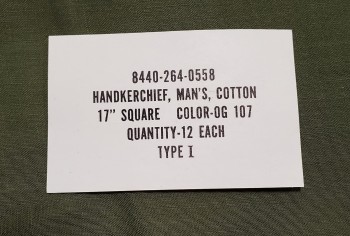 8440-264-0558
HANDKERCHIEF, MAN'S, COTTON
17" SQUARE COLOR-OG 107
QUANTITY-12 EACH
TYPE I